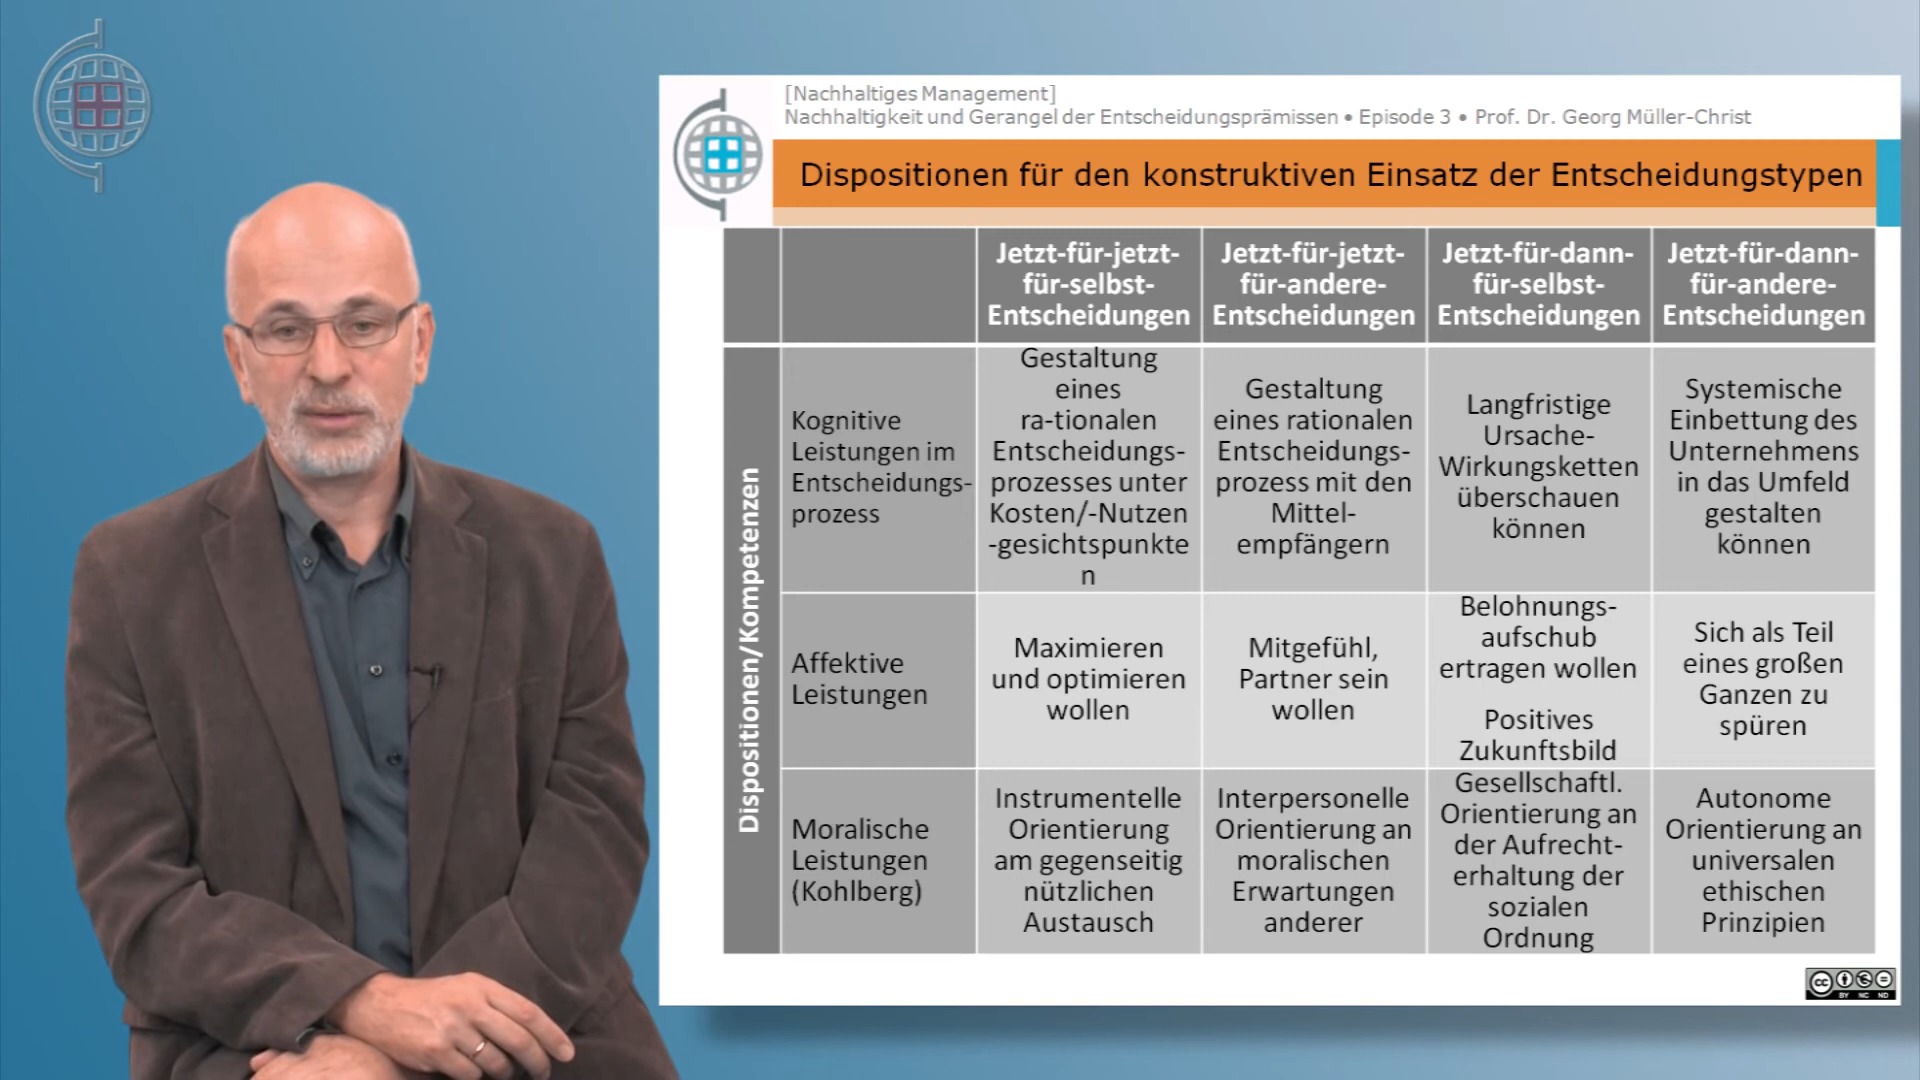 [Nachhaltiges Management]
Nachhaltigkeit und Gerangel der Entscheidungsprämissen • Episode 3 • Prof. Dr. Georg Müller-Christ
Dispositionen für den konstruktiven Einsatz der Entscheidungstypen
Jetzt-für-jetzt-
für-selbst-
Entscheidungen
Jetzt-für-jetzt-
für-andere-
Entscheidungen
Jetzt-für-dann-
für-selbst-
Entscheidungen
Jetzt-für-dann-
für-andere-
Entscheidungen
Dispositionen/Kompetenzen
Kognitive
Leistungen im
Entscheidungs-
prozess
Gestaltung
eines
ra-tionalen
Entscheidungs-
prozesses unter
Kosten/-Nutzen
-gesichtspunkte
n
Gestaltung
eines rationalen
Entscheidungs-
prozess mit den
Mittel-
empfängern
Langfristige
Ursache-
Wirkungsketten
überschauen
können
Systemische
Einbettung des
Unternehmens
in das Umfeld
gestalten
können
Affektive
Leistungen
Maximieren
und optimieren
wollen
Mitgefühl,
Partner sein
wollen
Belohnungs-
aufschub
ertragen wollen
Positives
Zukunftsbild
Sich als Teil
eines großen
Ganzen zu
spüren
Moralische
Leistungen
(Kohlberg)
Instrumentelle
Orientierung
am gegenseitig
nützlichen
Austausch
Interpersonelle
Orientierung an
moralischen
Erwartungen
anderer
Gesellschaftl.
Orientierung an
der Aufrecht-
erhaltung der
sozialen
Ordnung
Autonome
Orientierung an
universalen
ethischen
Prinzipien
cc
BY NC ND